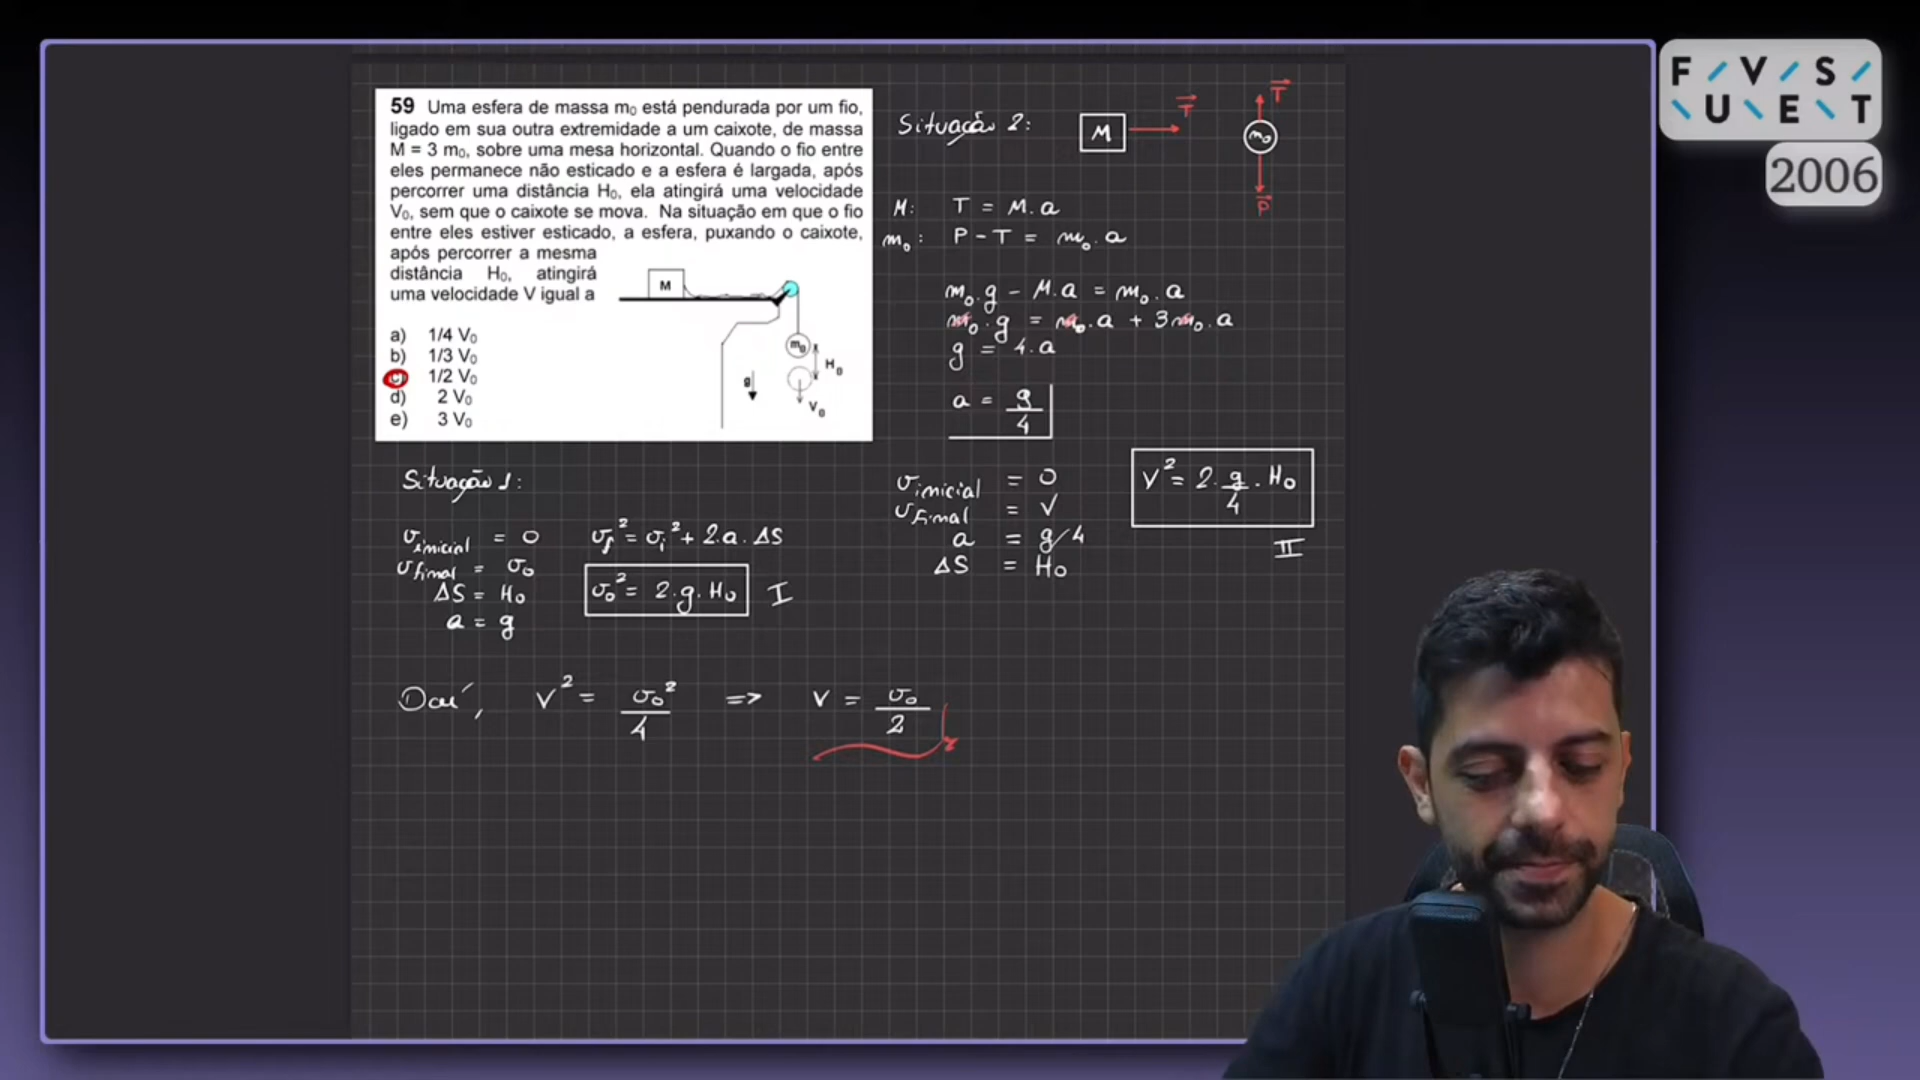 59 Uma esfera de massa m₀ está pendurada por um fio,
ligado em sua outra extremidade a um caixote, de massa
M = 3 m₀, sobre uma mesa horizontal. Quando o fio entre
eles permanece não esticado e a esfera é largada, após
percorrer uma distância H₀, ela atingirá uma velocidade
V₀, sem que o caixote se mova. Na situação em que o fio
entre eles estiver esticado, a esfera, puxando o caixote,
após percorrer a mesma
distância H₀, atingirá
uma velocidade V igual a
a) 1/4 V₀
b) 1/3 V₀
1/2 V₀
d) 2 V₀
e) 3 V₀
M
m₀
H₀
g
V₀
Situação 1:
v inicial = 0
v final = v₀
ΔS = H₀
a = g
v_f² = v_i² + 2.a.ΔS
v₀² = 2.g.H₀ I
Situação 2:
M T
T m₀ P
M: T = M.a
m₀: P - T = m₀.a
m₀.g - M.a = m₀.a
m₀.g = m₀.a + 3m₀.a
g = 4.a
a = g/4
v inicial = 0
v final = V
a = g/4
ΔS = H₀
V² = 2.g/4.H₀
II
Daí, V² = v₀²/4 => V = v₀/2
F V S
U E T
2006